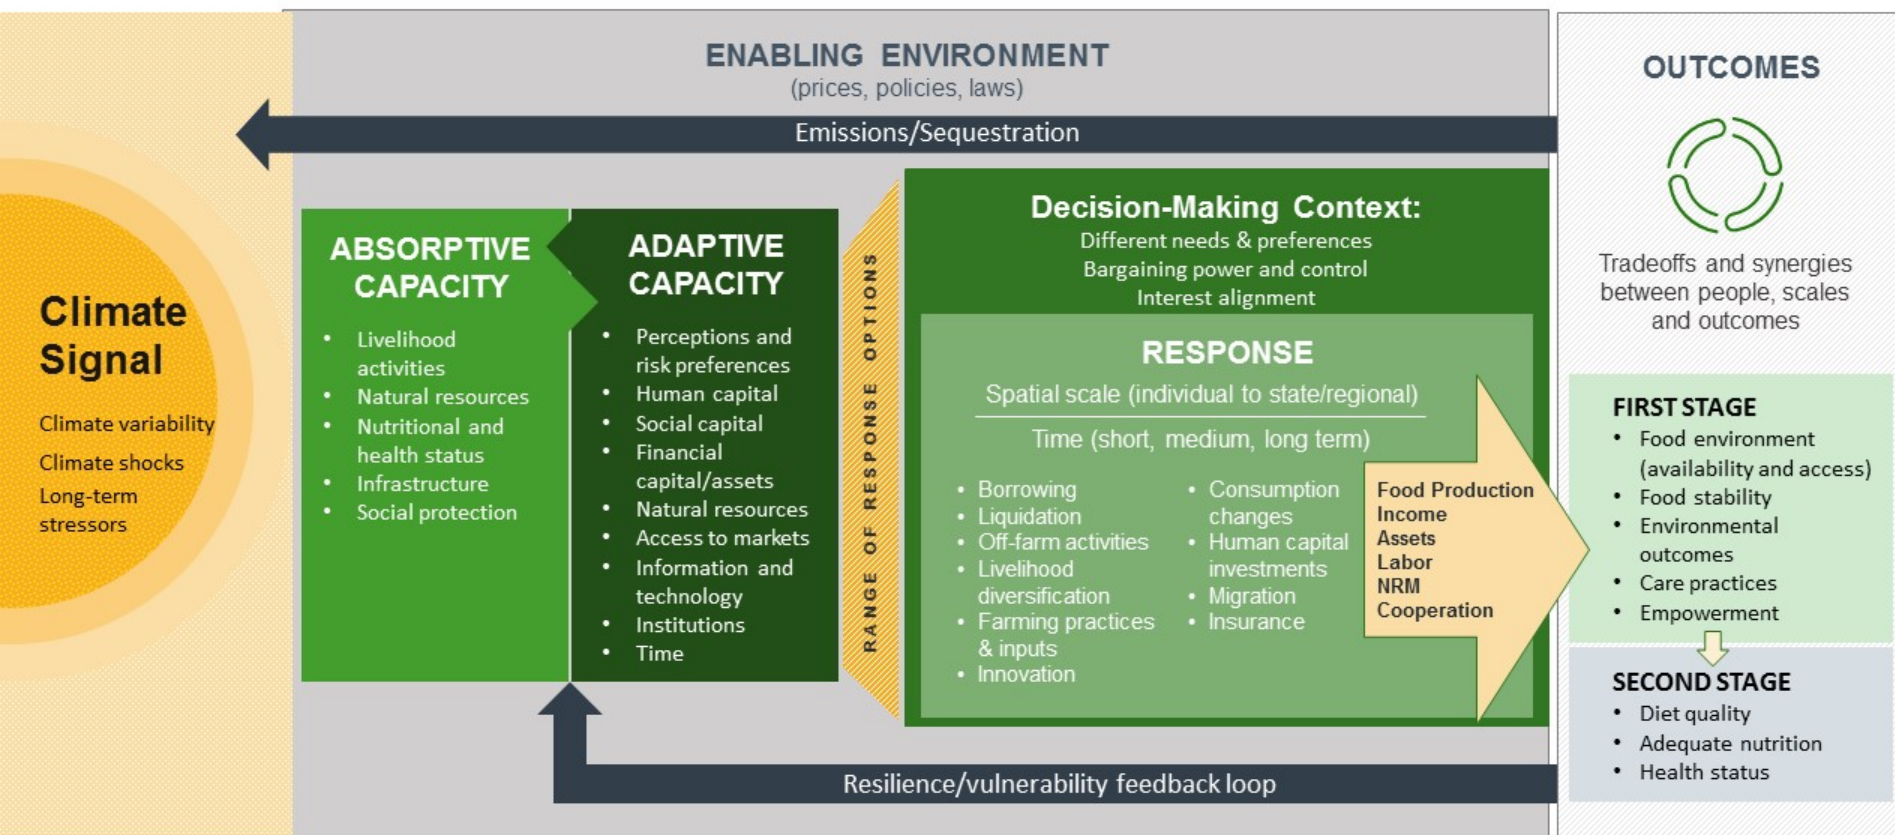 ENABLING ENVIRONMENT
(prices, policies, laws)
Emissions/Sequestration
Climate
Signal
Climate variability
Climate shocks
Long-term
stressors
ABSORPTIVE
CAPACITY
• Livelihood
activities
• Natural resources
• Nutritional and
health status
• Infrastructure
• Social protection
ADAPTIVE
CAPACITY
• Perceptions and
risk preferences
• Human capital
• Social capital
• Financial
capital/assets
• Natural resources
• Access to markets
• Information and
technology
• Institutions
• Time
RANGE OF RESPONSE OPTIONS
Decision-Making Context:
Different needs & preferences
Bargaining power and control
Interest alignment
RESPONSE
Spatial scale (individual to state/regional)
Time (short, medium, long term)
• Borrowing
• Liquidation
• Off-farm activities
• Livelihood
diversification
• Farming practices
& inputs
• Innovation
• Consumption
changes
• Human capital
investments
• Migration
• Insurance
Food Production
Income
Assets
Labor
NRM
Cooperation
Resilience/vulnerability feedback loop
OUTCOMES
Tradeoffs and synergies
between people, scales
and outcomes
FIRST STAGE
• Food environment
(availability and access)
• Food stability
• Environmental
outcomes
• Care practices
• Empowerment
SECOND STAGE
• Diet quality
• Adequate nutrition
• Health status